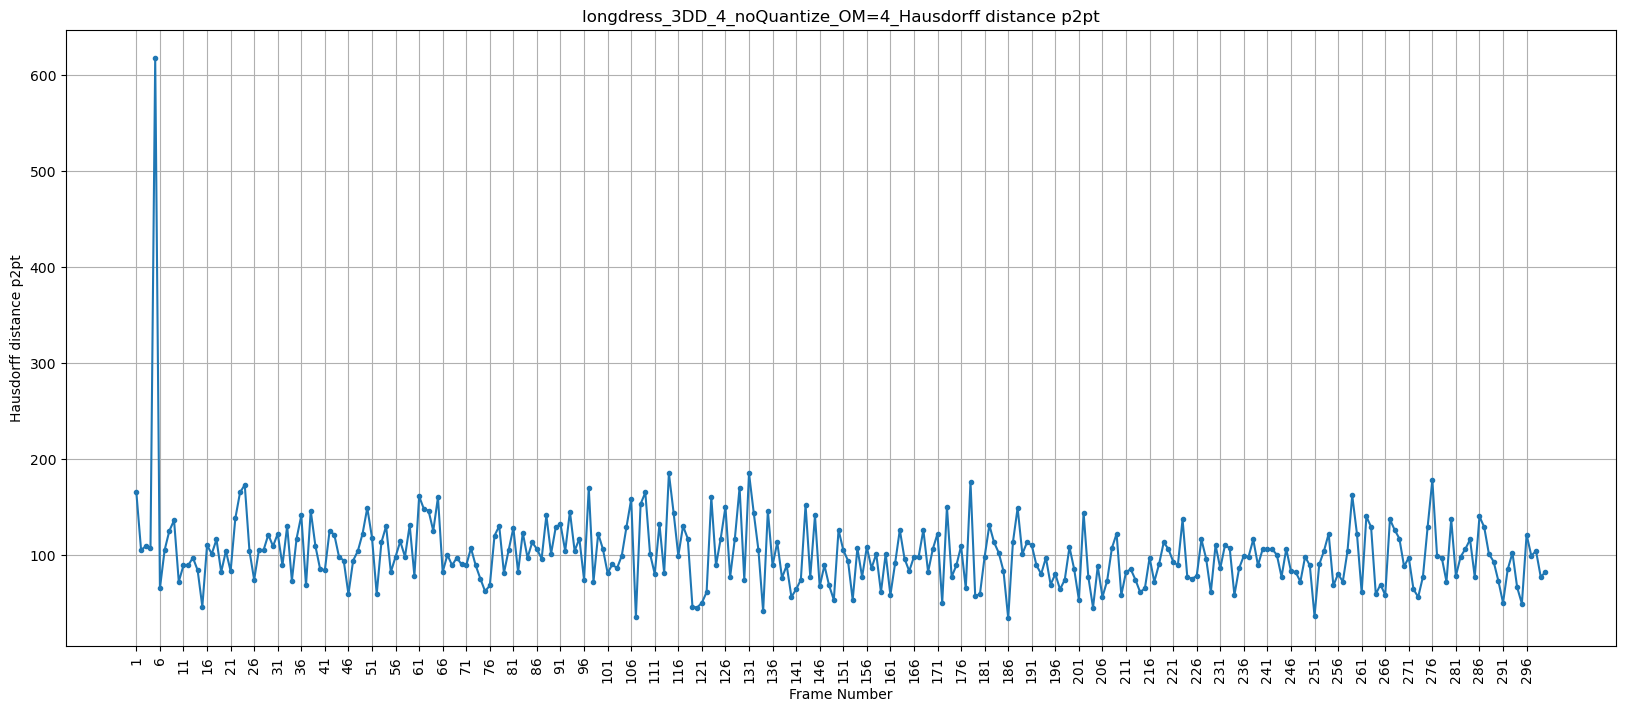 longdress_3DD_4_noQuantize_OM=4_Hausdorff distance p2pt
Hausdorff distance p2pt
600
500
400
300
200
100
1 6 11 16 21 26 31 36 41 46 51 56 61 66 71 76 81 86 91 96 101 106 111 116 121 126 131 136 141 146 151 156 161 166 171 176 181 186 191 196 201 206 211 216 221 226 231 236 241 246 251 256 261 266 271 276 281 286 291 296
Frame Number